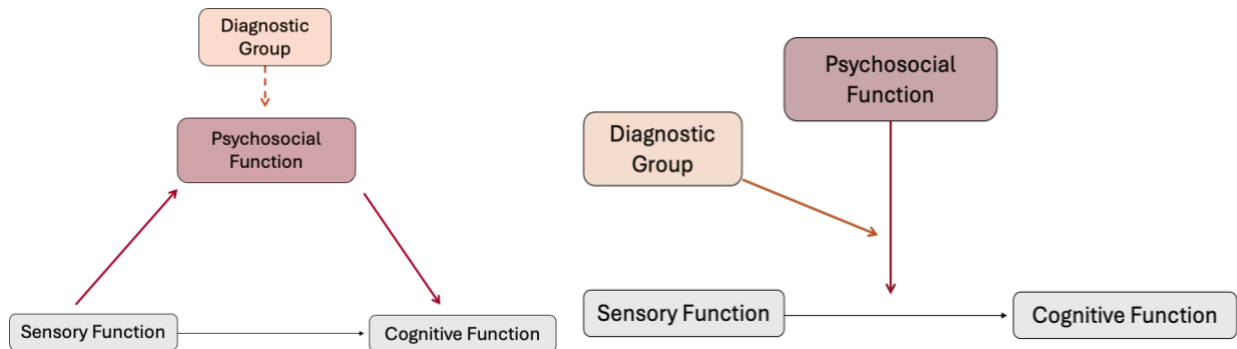 Diagnostic
Group
Psychosocial
Function
Sensory Function
Cognitive Function
Psychosocial
Function
Diagnostic
Group
Sensory Function
Cognitive Function